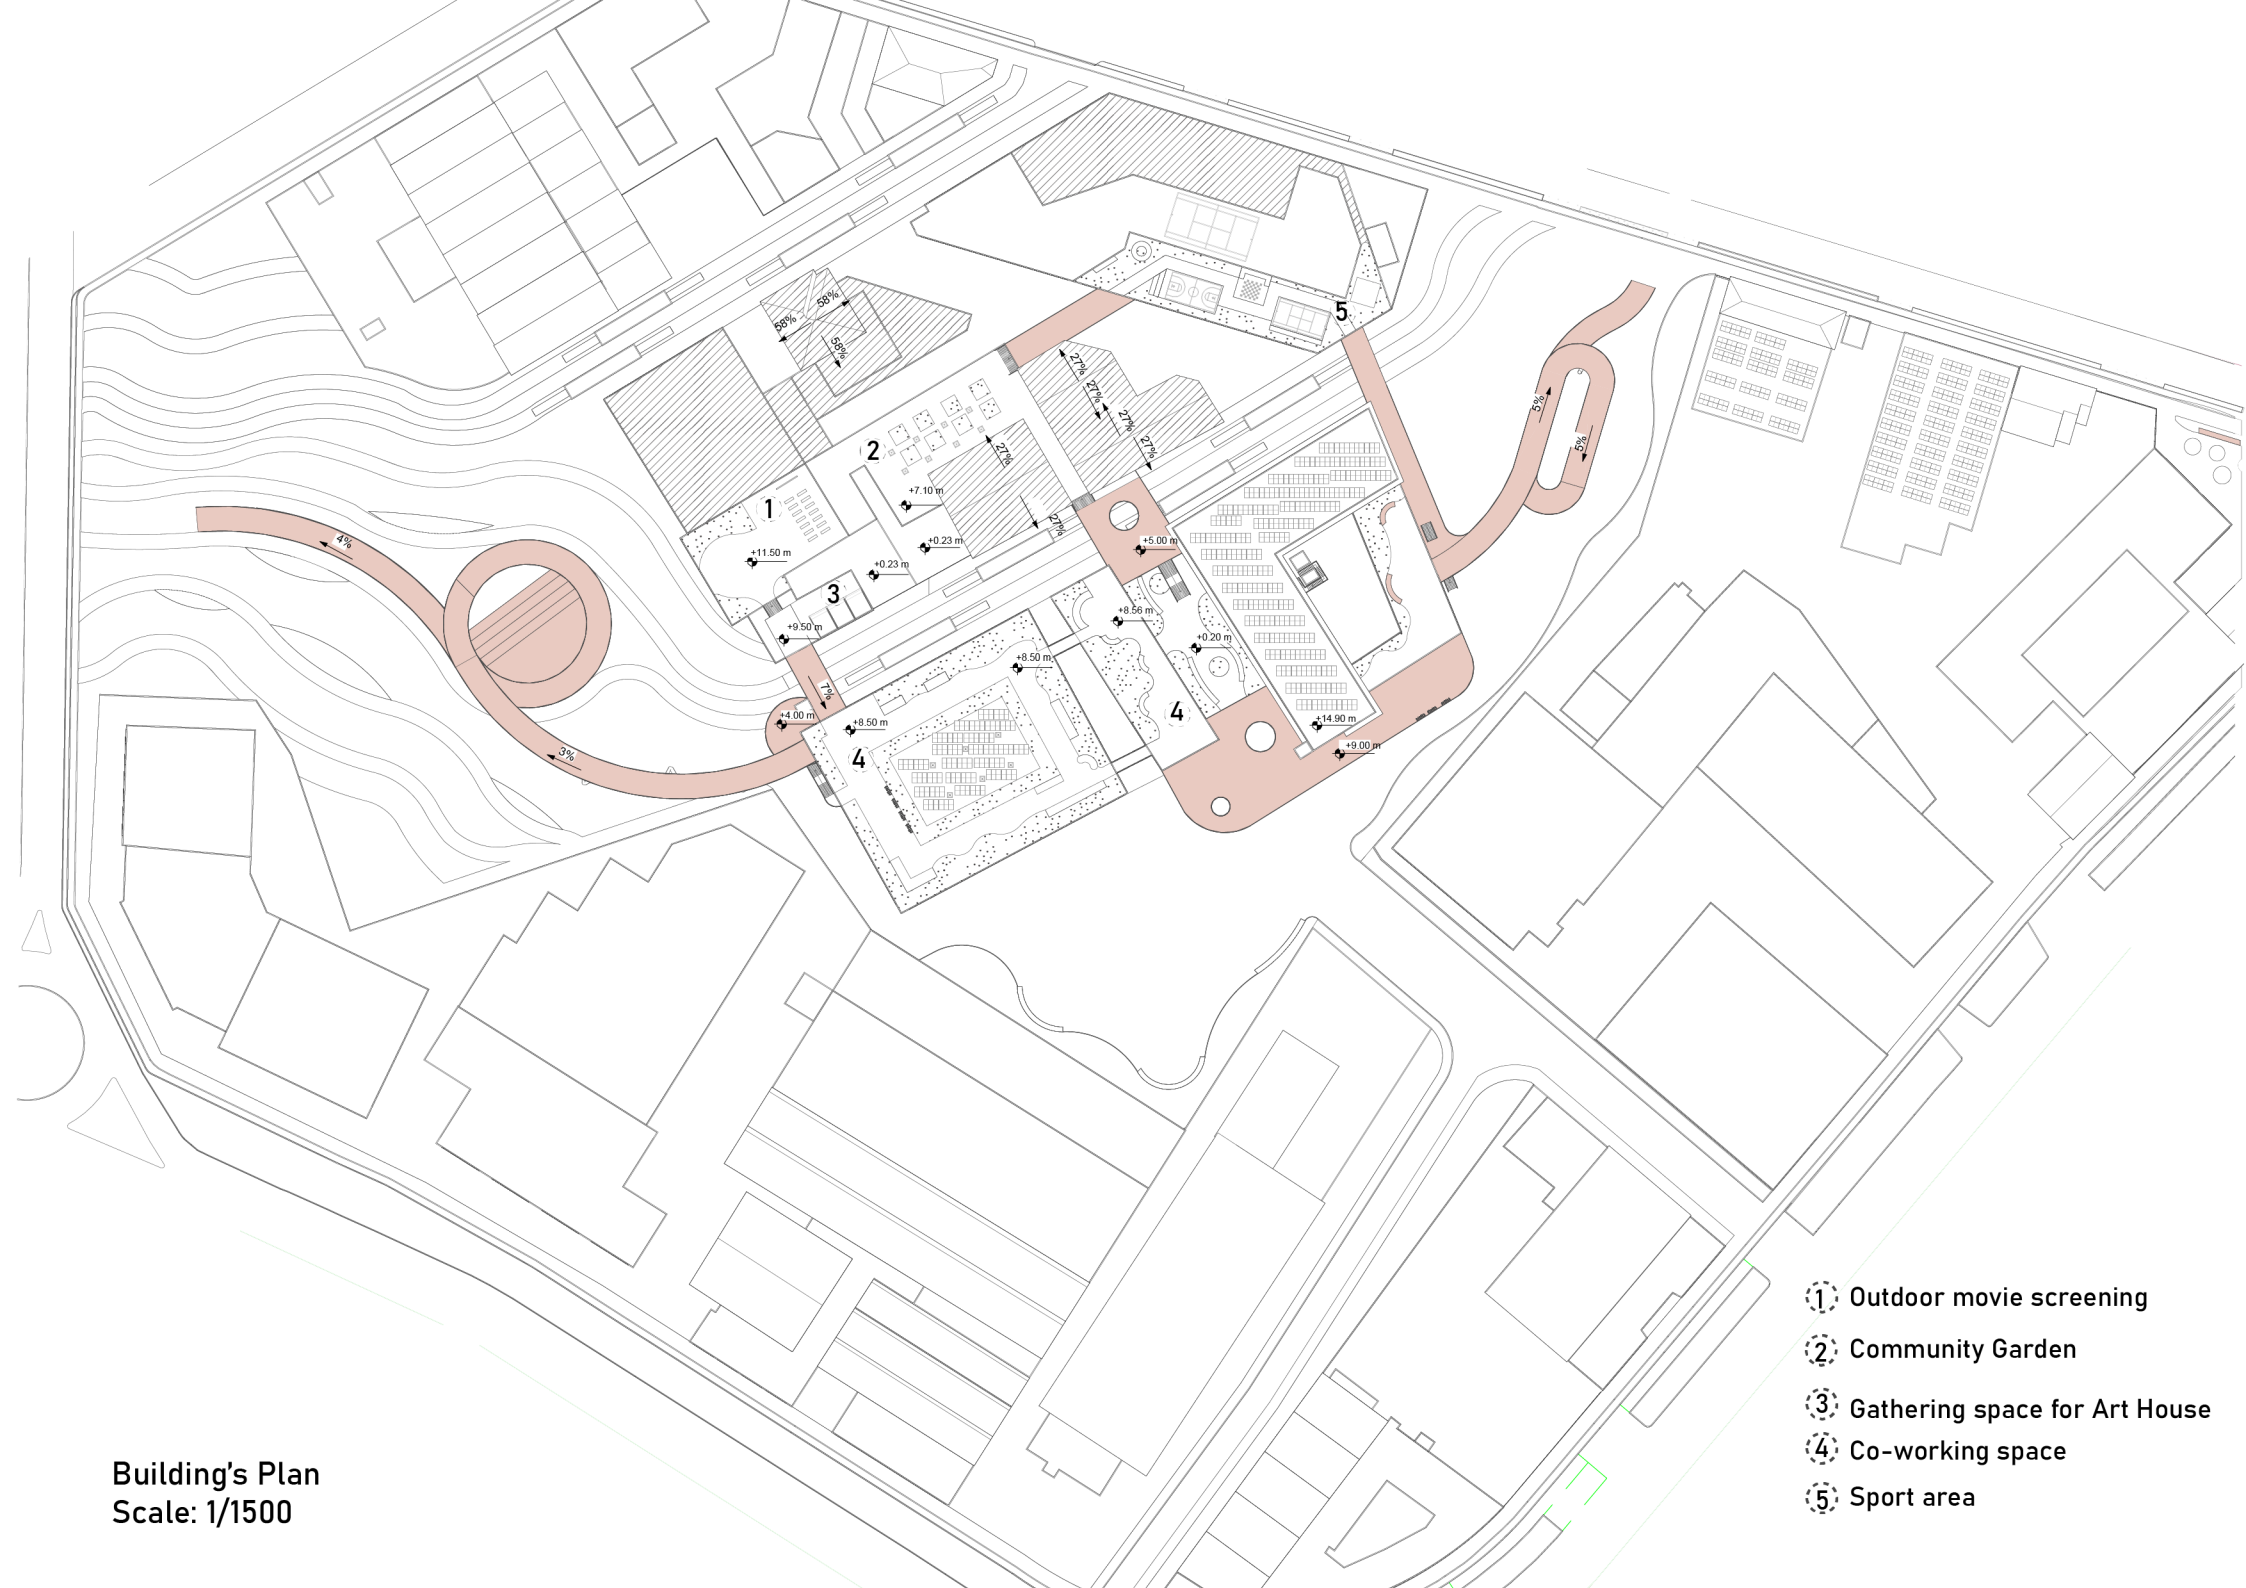 58%
58%
58%
5
27%
27%
27%
27%
27%
27%
5%
5%
2
1
+7.10 m
+0.23 m
+11.50 m
+0.23 m
+5.00 m
4%
3
+9.50 m
+8.56 m
+0.20 m
+8.50 m
7%
+4.00 m
+8.50 m
4
+14.90 m
+9.00 m
3%
4
1 Outdoor movie screening
2 Community Garden
3 Gathering space for Art House
4 Co-working space
5 Sport area
Building's Plan
Scale: 1/1500